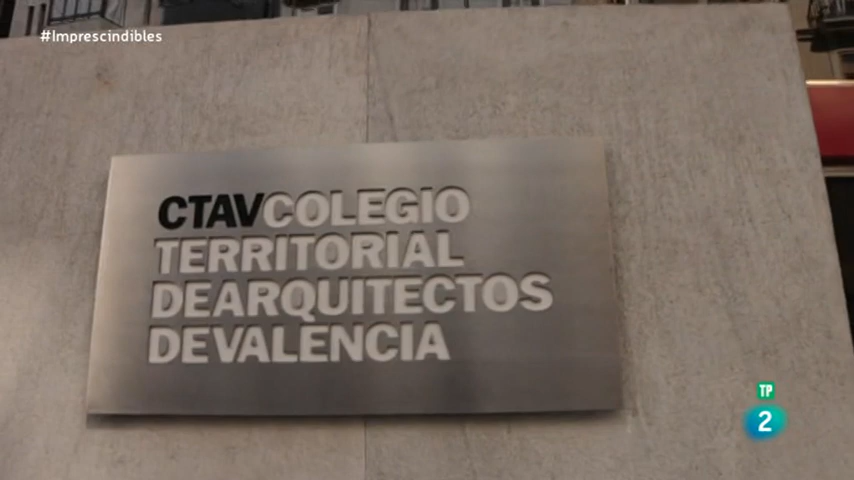 #Imprescindibles
CTAVCOLEGIO
TERRITORIAL
DEARQUITECTOS
DEVALENCIA
TP
2